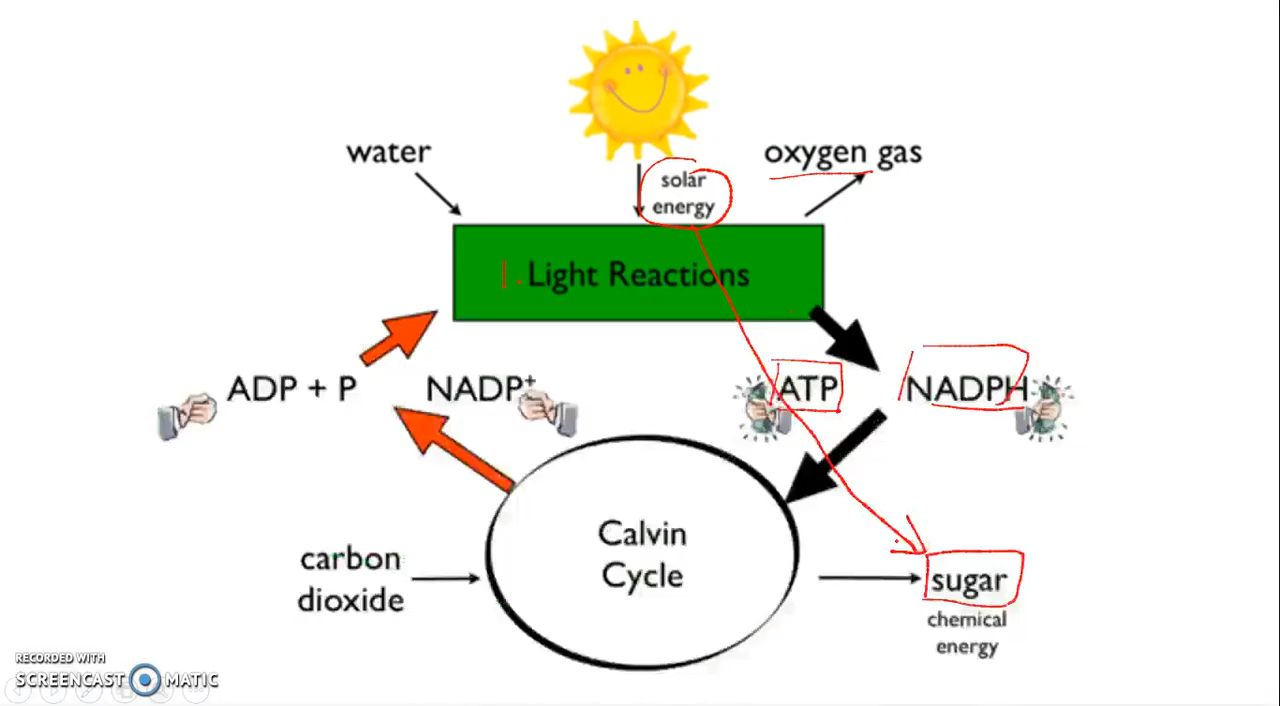 water
oxygen gas
solar
energy
1. Light Reactions
ADP + P
NADP+
ATP
NADPH
Calvin
Cycle
carbon
dioxide
sugar
chemical
energy
RECORDED WITH
SCREENCAST MATIC